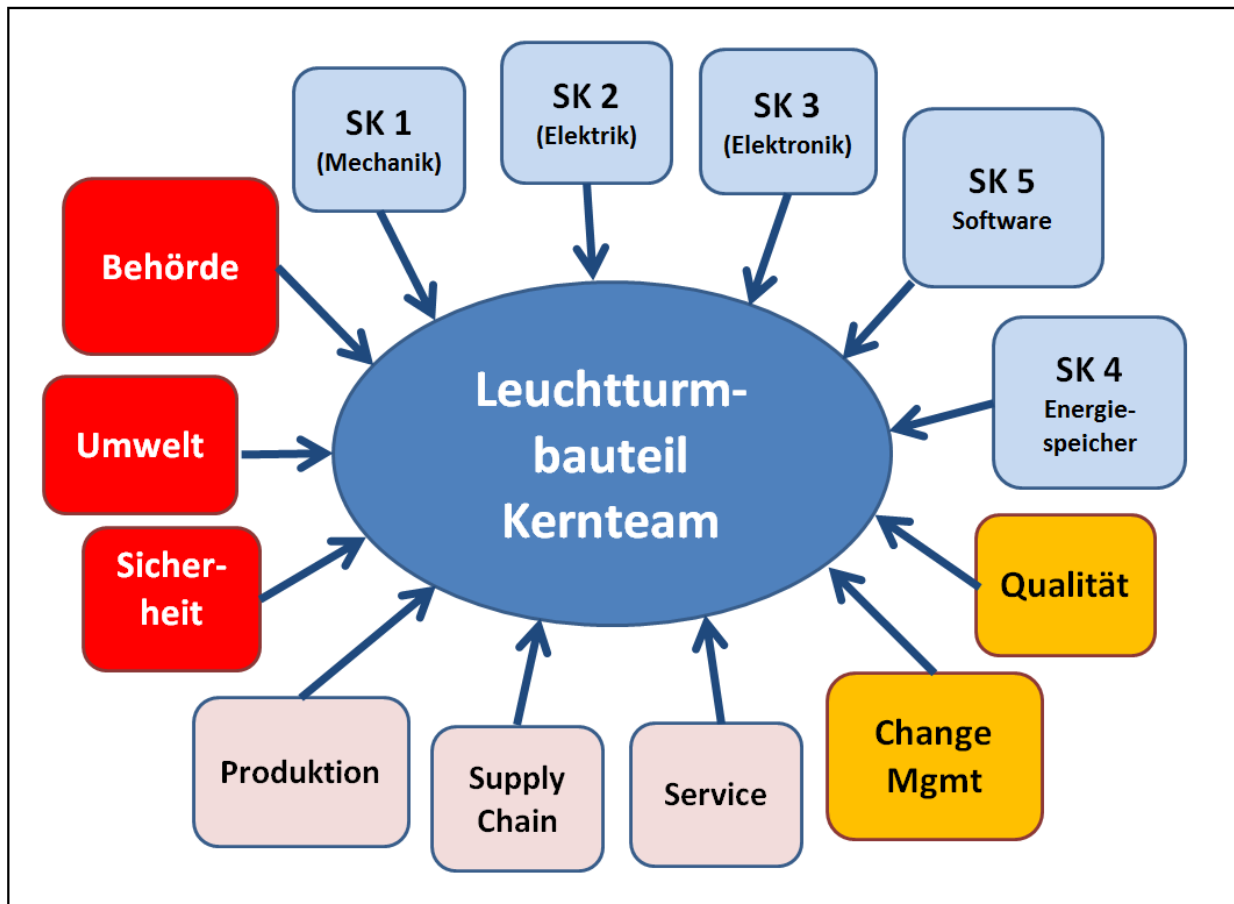 SK 1
(Mechanik)
SK 2
(Elektrik)
SK 3
(Elektronik)
SK 5
Software
SK 4
Energie-
speicher
Behörde
Umwelt
Sicher-
heit
Leuchtturm-
bauteil
Kernteam
Qualität
Change
Mgmt
Produktion
Supply
Chain
Service